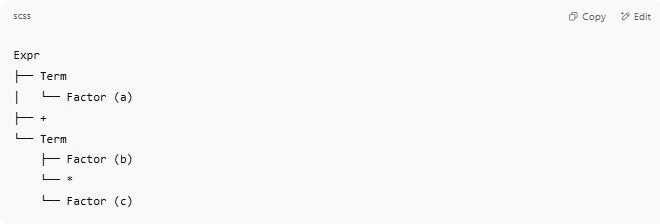 scss
Copy
Edit
Expr
├── Term
│   └── Factor (a)
├── +
└── Term
    ├── Factor (b)
    └── *
    └── Factor (c)